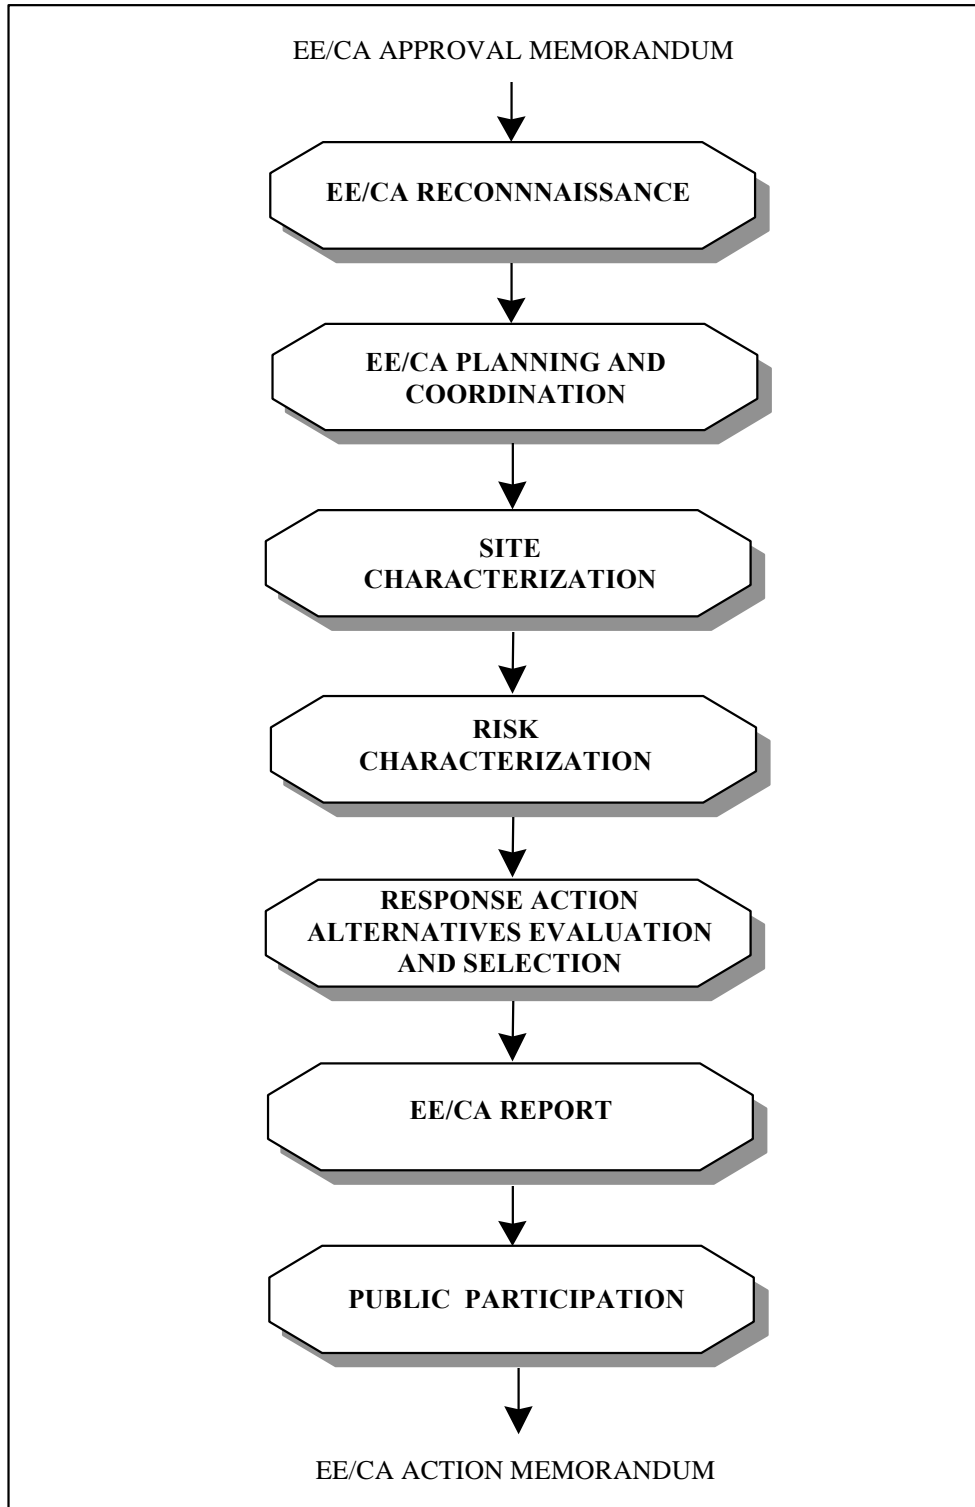 EE/CA APPROVAL MEMORANDUM
EE/CA RECONNNAISSANCE
EE/CA PLANNING AND
COORDINATION
SITE
CHARACTERIZATION
RISK
CHARACTERIZATION
RESPONSE ACTION
ALTERNATIVES EVALUATION
AND SELECTION
EE/CA REPORT
PUBLIC PARTICIPATION
EE/CA ACTION MEMORANDUM